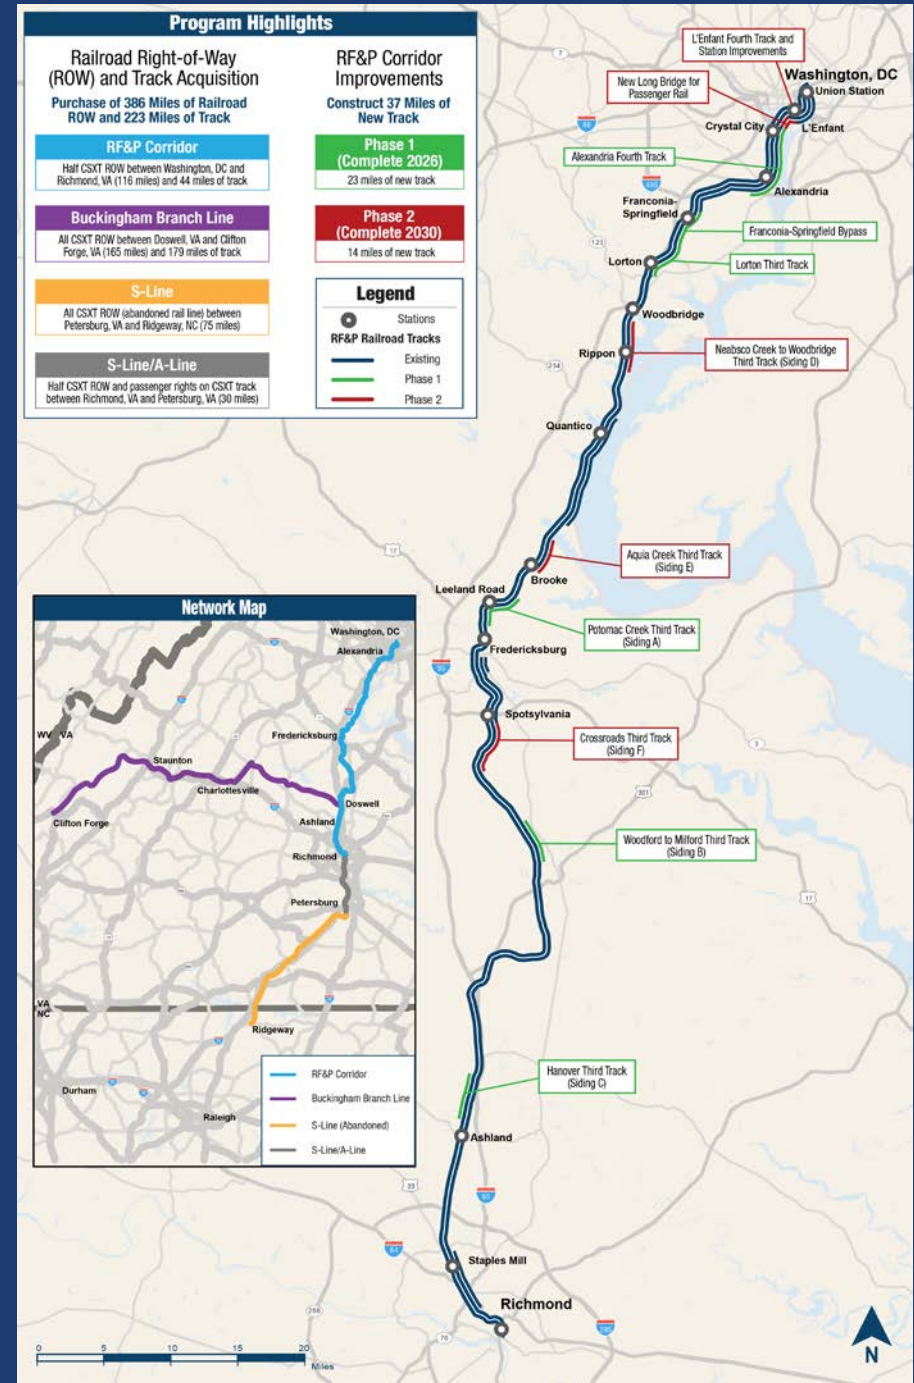 Program Highlights
Railroad Right-of-Way
(ROW) and Track Acquisition
Purchase of 386 Miles of Railroad
ROW and 223 Miles of Track
RF&P Corridor
Half CSXT ROW between Washington, DC and
Richmond, VA (116 miles) and 44 miles of track
Buckingham Branch Line
All CSXT ROW between Doswell, VA and Clifton
Forge, VA (165 miles) and 179 miles of track
S-Line
All CSXT ROW (abandoned rail line) between
Petersburg, VA and Ridgeway, NC (75 miles)
S-Line/A-Line
Half CSXT ROW and passenger rights on CSXT track
between Richmond, VA and Petersburg, VA (30 miles)
RF&P Corridor
Improvements
Construct 37 Miles of
New Track
Phase 1
(Complete 2026)
23 miles of new track
Phase 2
(Complete 2030)
14 miles of new track
Legend
Stations
RF&P Railroad Tracks
Existing
Phase 1
Phase 2
L'Enfant Fourth Track and
Station Improvements
Washington, DC
Union Station
New Long Bridge for
Passenger Rail
Crystal City
L'Enfant
Alexandria Fourth Track
Alexandria
Franconia-
Springfield
Franconia-Springfield Bypass
Lorton
Lorton Third Track
Woodbridge
Rippon
Neabsco Creek to Woodbridge
Third Track (Siding D)
Quantico
Aquia Creek Third Track
(Siding E)
Brooke
Leeland Road
Potomac Creek Third Track
(Siding A)
Fredericksburg
Spotsylvania
Crossroads Third Track
(Siding F)
Woodford to Milford Third Track
(Siding B)
Hanover Third Track
(Siding C)
Ashland
Staples Mill
Richmond
7
234
17
3
301
17
33
N
0 5 10 15 20
Miles
Network Map
Washington, DC
Alexandria
Fredericksburg
WV VA
Staunton
Charlottesville
Doswell
Clifton Forge
Ashland
Richmond
Petersburg
VA
NC
Ridgeway
Durham
Raleigh
RF&P Corridor
Buckingham Branch Line
S-Line (Abandoned)
S-Line/A-Line